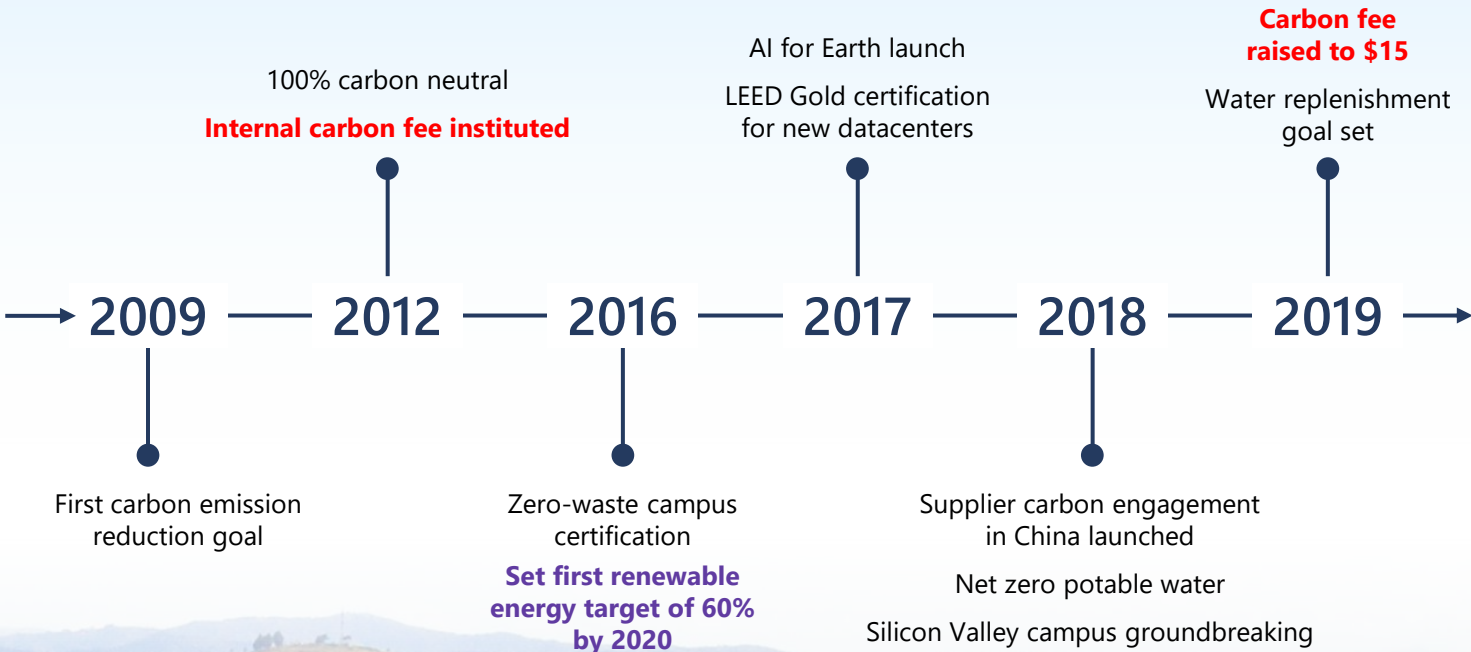 Carbon fee
raised to $15
Water replenishment
goal set
AI for Earth launch
LEED Gold certification
for new datacenters
100% carbon neutral
Internal carbon fee instituted
2009
2012
2016
2017
2018
2019
First carbon emission
reduction goal
Zero-waste campus
certification
Set first renewable
energy target of 60%
by 2020
Supplier carbon engagement
in China launched
Net zero potable water
Silicon Valley campus groundbreaking